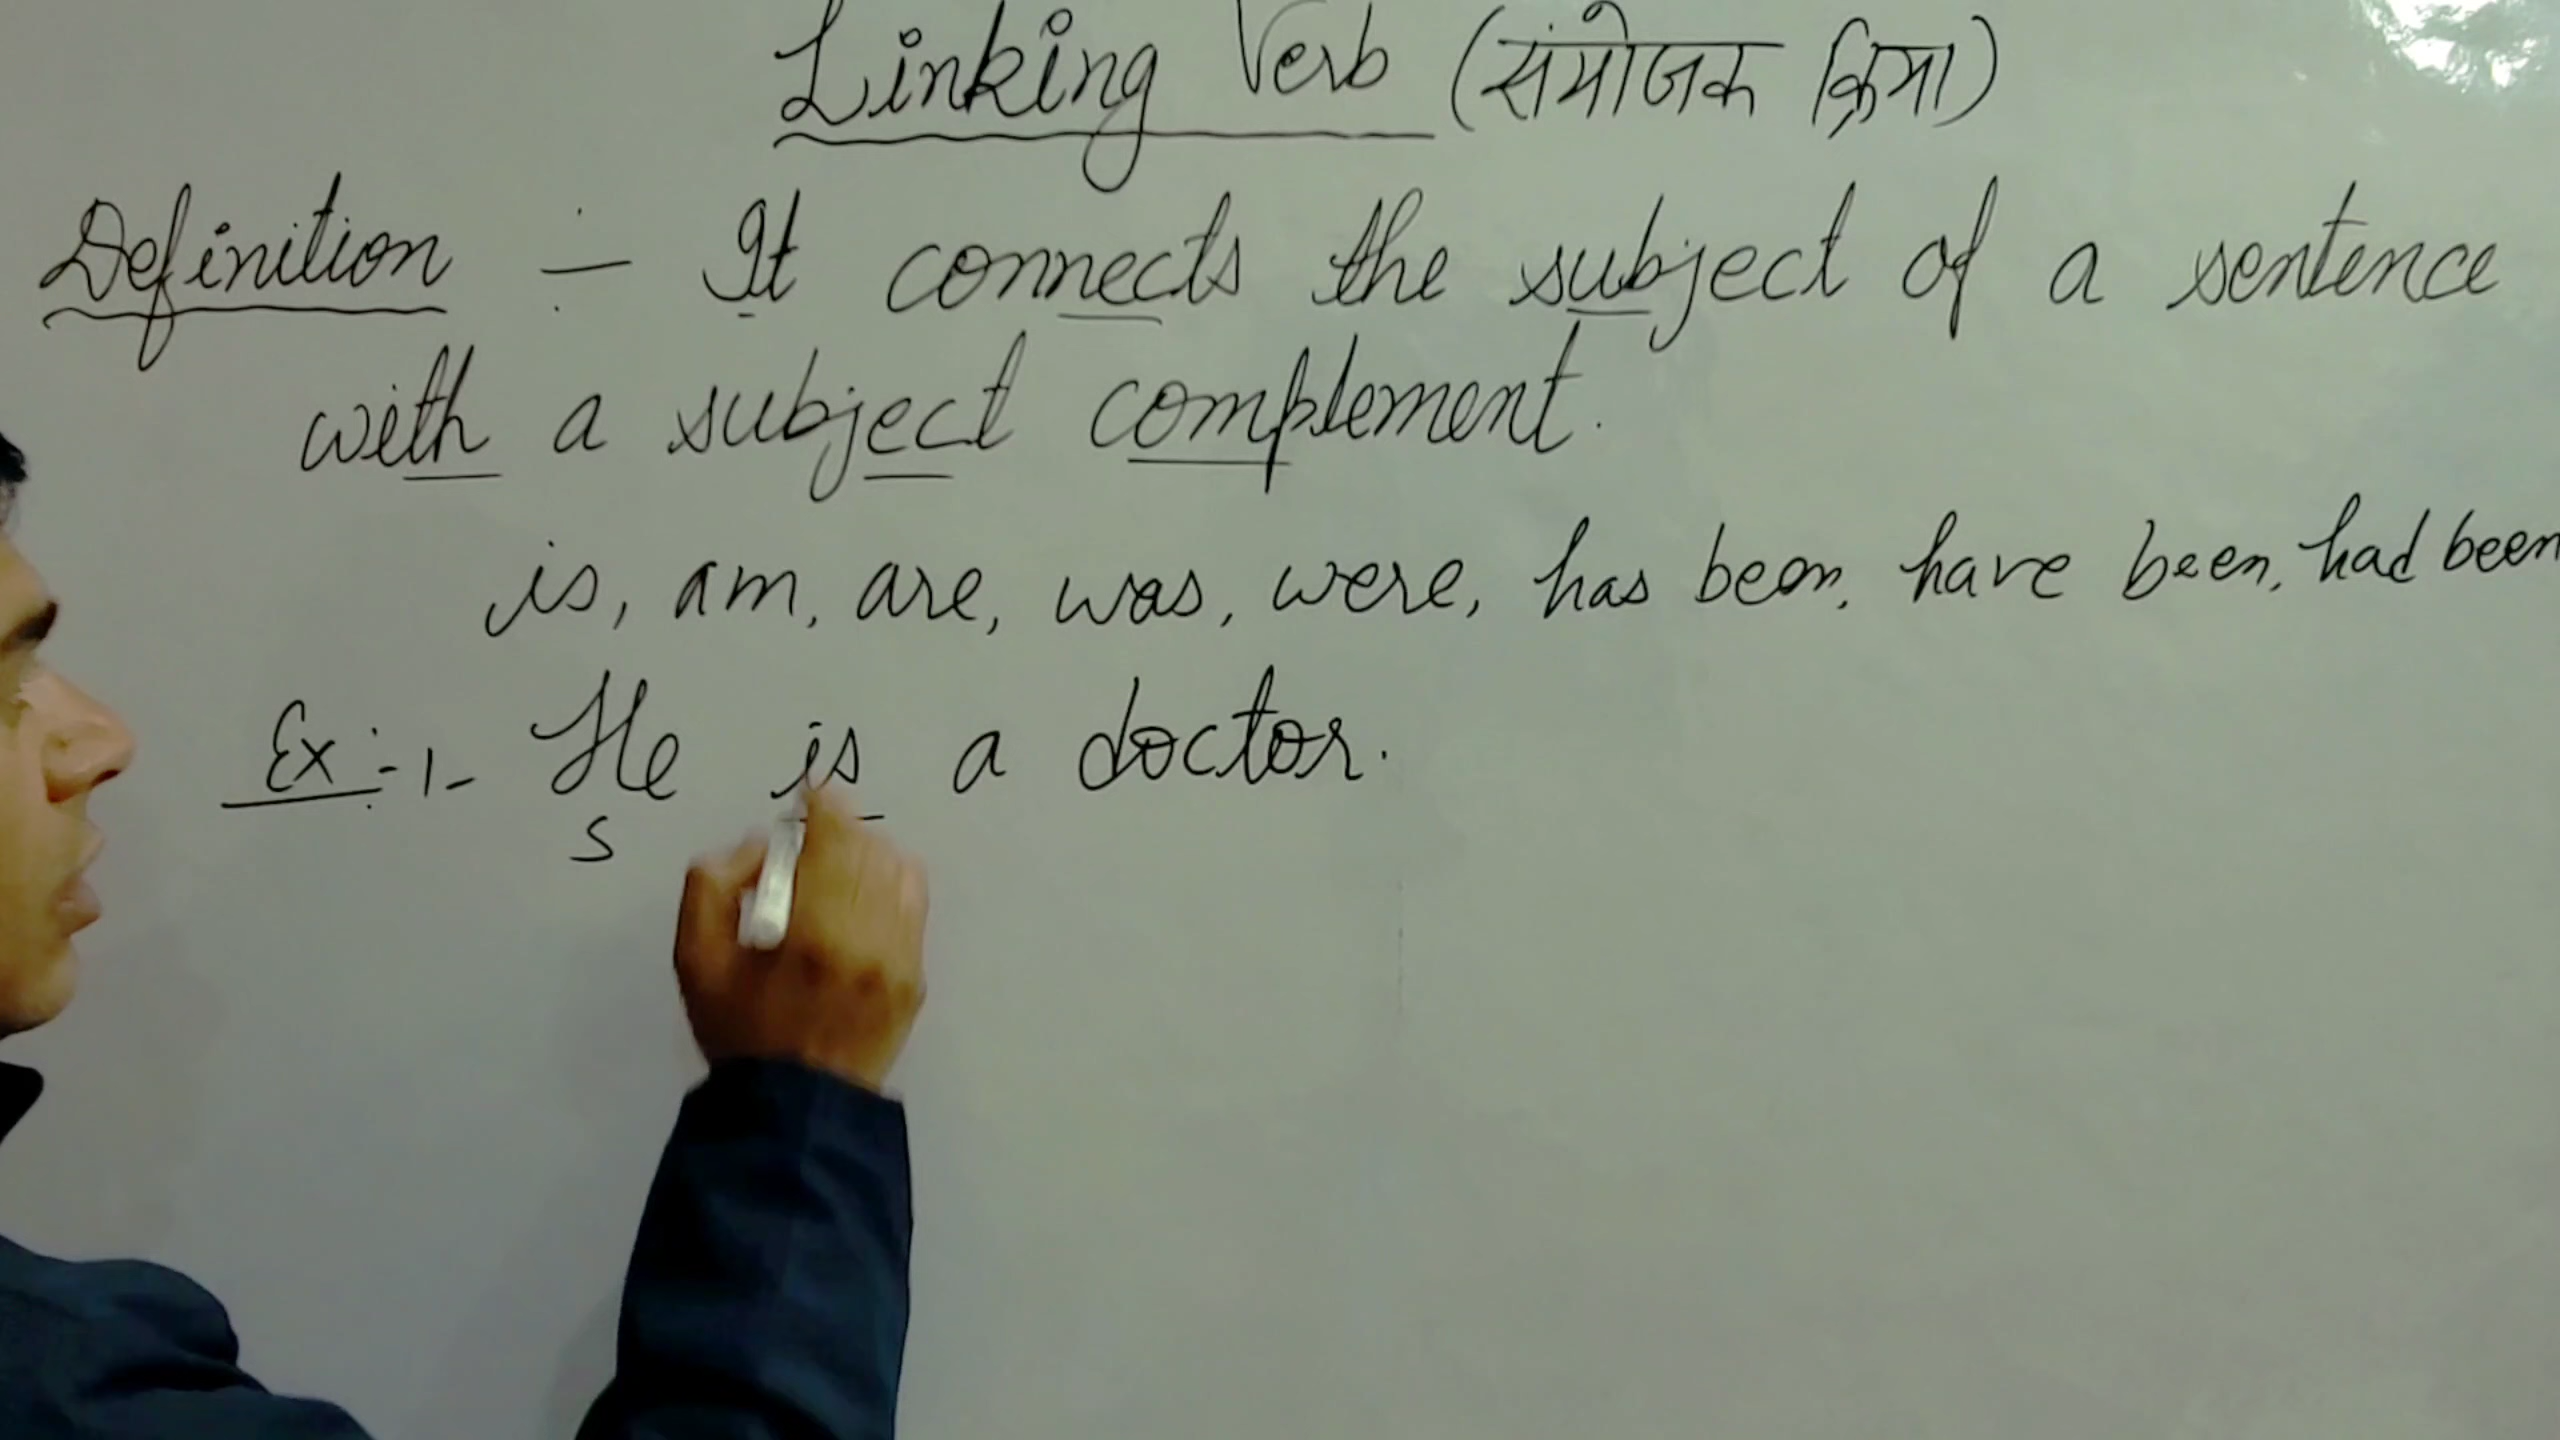 Linking Verb (संयोजक क्रिया)
Definition :- It connects the subject of a sentence
with a subject complement.
is, am, are, was, were, has been, have been, had been
Ex:-1- He is a doctor.
S